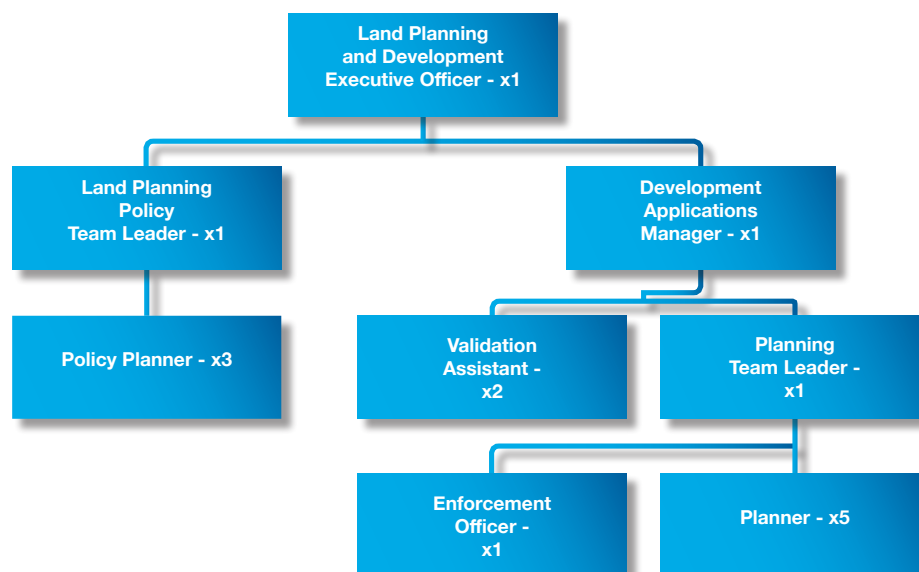 Land Planning
and Development
Executive Officer - x1
Land Planning
Policy
Team Leader - x1
Development
Applications
Manager - x1
Policy Planner - x3
Validation
Assistant -
x2
Planning
Team Leader -
x1
Enforcement
Officer -
x1
Planner - x5